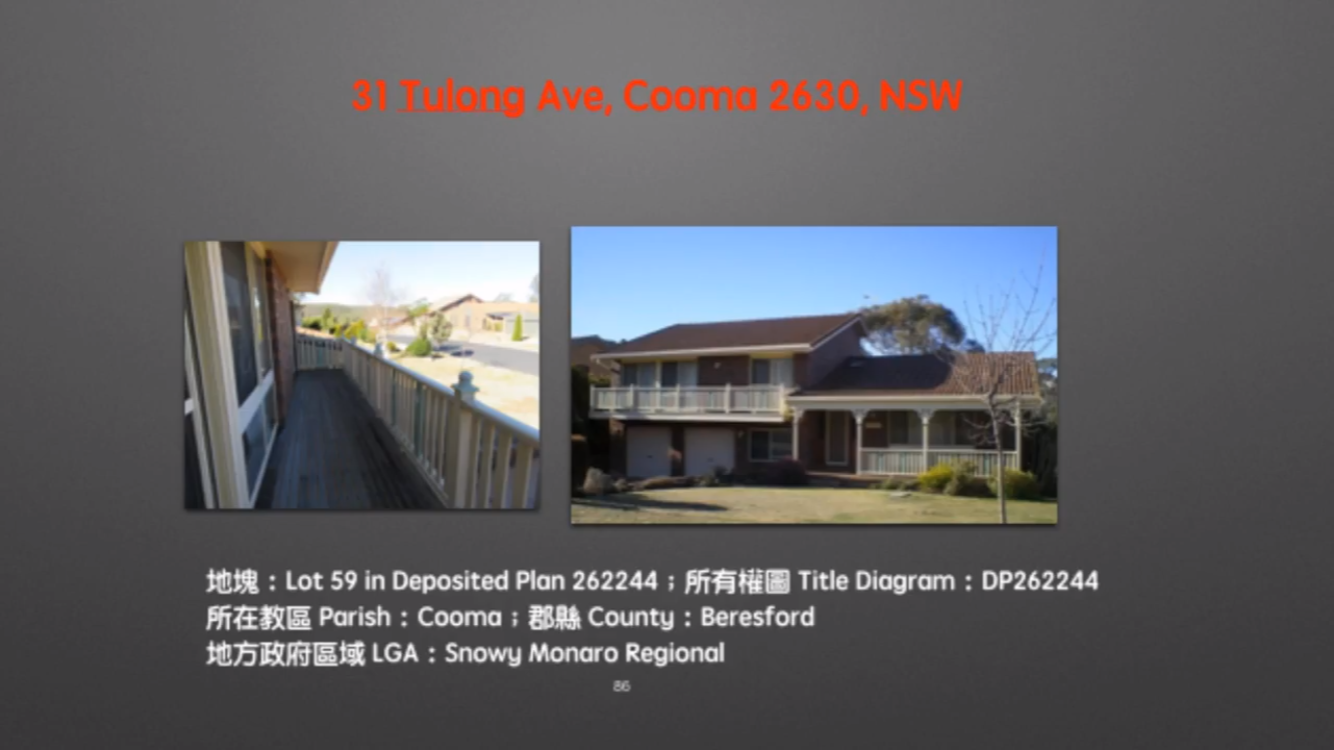 31 Tulong Ave, Cooma 2630, NSW
地塊：Lot 59 in Deposited Plan 262244；所有權圖 Title Diagram：DP262244
所在教區 Parish：Cooma；郡縣 County：Beresford
地方政府區域 LGA：Snowy Monaro Regional
86